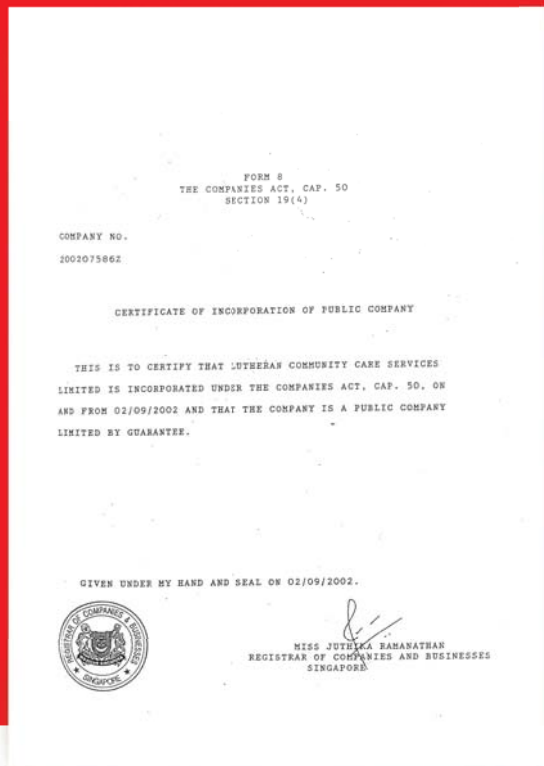 FORM 8
THE COMPANIES ACT, CAP. 50
SECTION 19(4)
COMPANY NO.
200207586Z
CERTIFICATE OF INCORPORATION OF PUBLIC COMPANY
THIS IS TO CERTIFY THAT LUTHERAN COMMUNITY CARE SERVICES
LIMITED IS INCORPORATED UNDER THE COMPANIES ACT, CAP. 50, ON
AND FROM 02/09/2002 AND THAT THE COMPANY IS A PUBLIC COMPANY
LIMITED BY GUARANTEE.
GIVEN UNDER MY HAND AND SEAL ON 02/09/2002.
REGISTRAR OF COMPANIES & BUSINESSES
SINGAPORE
MISS JUTHIKA RAMANATHAN
REGISTRAR OF COMPANIES AND BUSINESSES
SINGAPORE